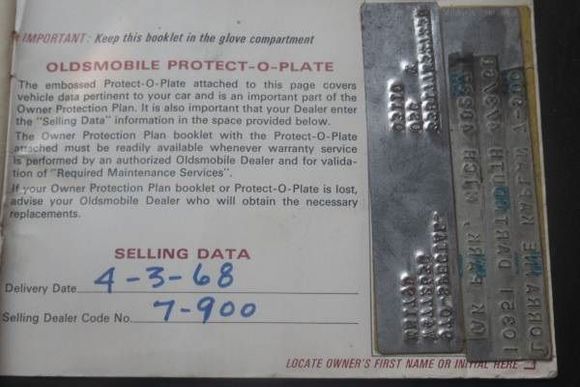 IMPORTANT: Keep this booklet in the glove compartment
OLDSMOBILE PROTECT-O-PLATE
The embossed Protect-O-Plate attached to this page covers
vehicle data pertinent to your car and is an important part of the
Owner Protection Plan. It is also important that your Dealer enter
the "Selling Data" information in the space provided below.
The Owner Protection Plan booklet with the Protect-O-Plate
attached must be readily available whenever warranty service
is performed by an authorized Oldsmobile Dealer and for valida-
tion of "Required Maintenance Services".
If your Owner Protection Plan booklet or Protect-O-Plate is lost,
advise your Oldsmobile Dealer who will obtain the necessary
replacements.
SELLING DATA
Delivery Date 4-3-68
Selling Dealer Code No. 7-900
LOCATE OWNER'S FIRST NAME OR INITIAL HERE